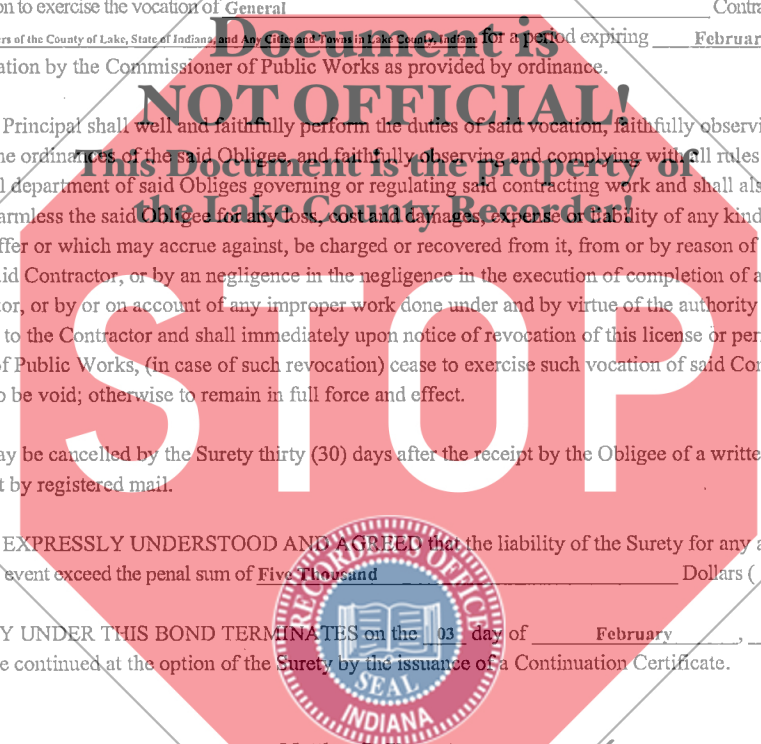 on to exercise the vocation of General Contra
rs of the County of Lake, State of Indiana, and Any Cities and Towns in Lake County, Indiana for a period expiring Februar
ation by the Commissioner of Public Works as provided by ordinance.
Document is
NOT OFFICIAL!
This Document is the property of
the Lake County Recorder!
Principal shall well and faithfully perform the duties of said vocation, faithfully observi
ne ordinances of the said Obligee, and faithfully observing and complying with all rules
l department of said Obliges governing or regulating said contracting work and shall als
armless the said Obligee for any loss, cost and damages, expense or liability of any kind
ffer or which may accrue against, be charged or recovered from it, from or by reason of
id Contractor, or by an negligence in the negligence in the execution of completion of a
tor, or by or on account of any improper work done under and by virtue of the authority
to the Contractor and shall immediately upon notice of revocation of this license or per
of Public Works, (in case of such revocation) cease to exercise such vocation of said Con
o be void; otherwise to remain in full force and effect.
STOP
ay be cancelled by the Surety thirty (30) days after the receipt by the Obligee of a writte
t by registered mail.
EXPRESSLY UNDERSTOOD AND AGREED that the liability of the Surety for any a
event exceed the penal sum of Five Thousand Dollars (
Y UNDER THIS BOND TERMINATES on the 03 day of February ,
e continued at the option of the Surety by the issuance of a Continuation Certificate.
RECORDER'S OFFICE
SEAL
INDIANA